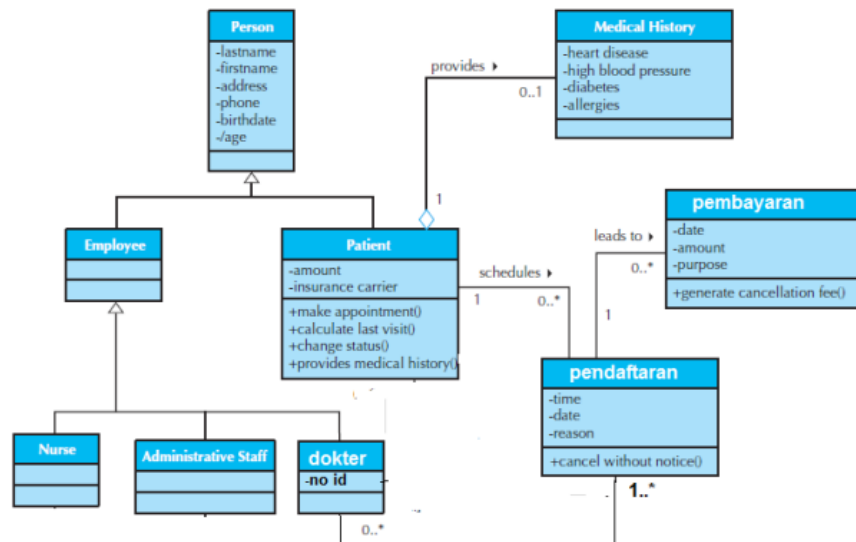 Person
-lastname
-firstname
-address
-phone
-birthdate
-/age
Medical History
-heart disease
-high blood pressure
-diabetes
-allergies
provides
0..1
1
Employee
Patient
-amount
-insurance carrier
+make appointment()
+calculate last visit()
+change status()
+provides medical history()
schedules
1
0..*
pembayaran
-date
-amount
-purpose
+generate cancellation fee()
leads to
0..*
1
pendaftaran
-time
-date
-reason
+cancel without notice()
1..*
Nurse
Administrative Staff
dokter
-no id
0..*